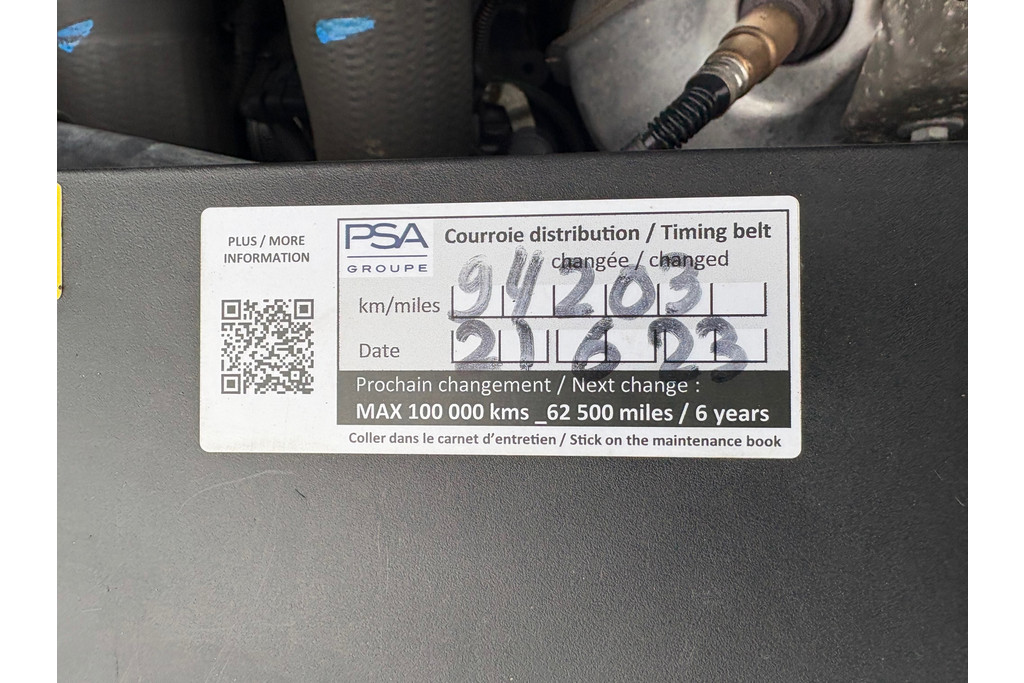 PLUS / MORE
INFORMATION
PSA
GROUPE
Courroie distribution / Timing belt
changée / changed
km/miles 94203
Date 21 6 23
Prochain changement / Next change :
MAX 100 000 kms _62 500 miles / 6 years
Coller dans le carnet d'entretien / Stick on the maintenance book